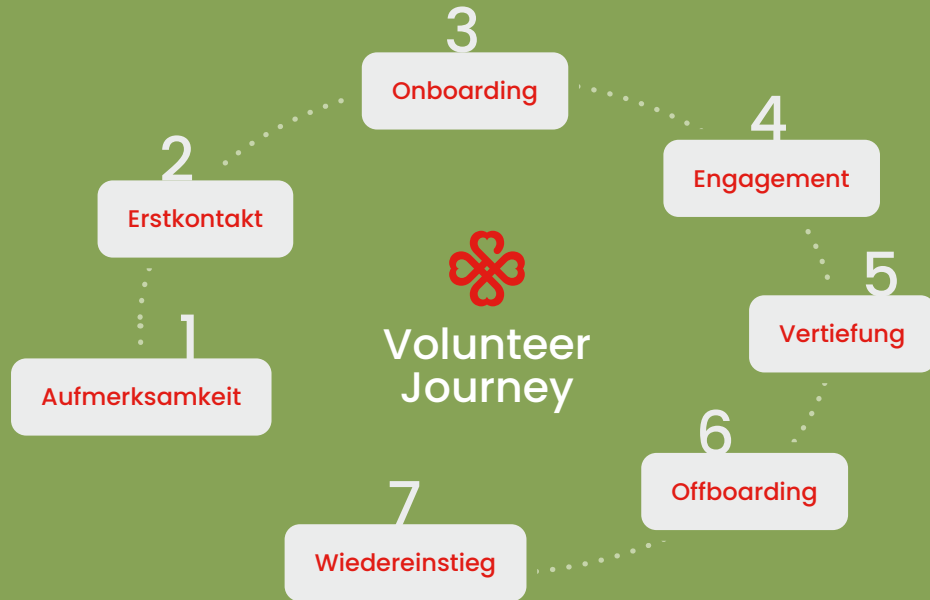 1
Aufmerksamkeit
2
Erstkontakt
3
Onboarding
4
Engagement
5
Vertiefung
6
Offboarding
7
Wiedereinstieg
Volunteer
Journey